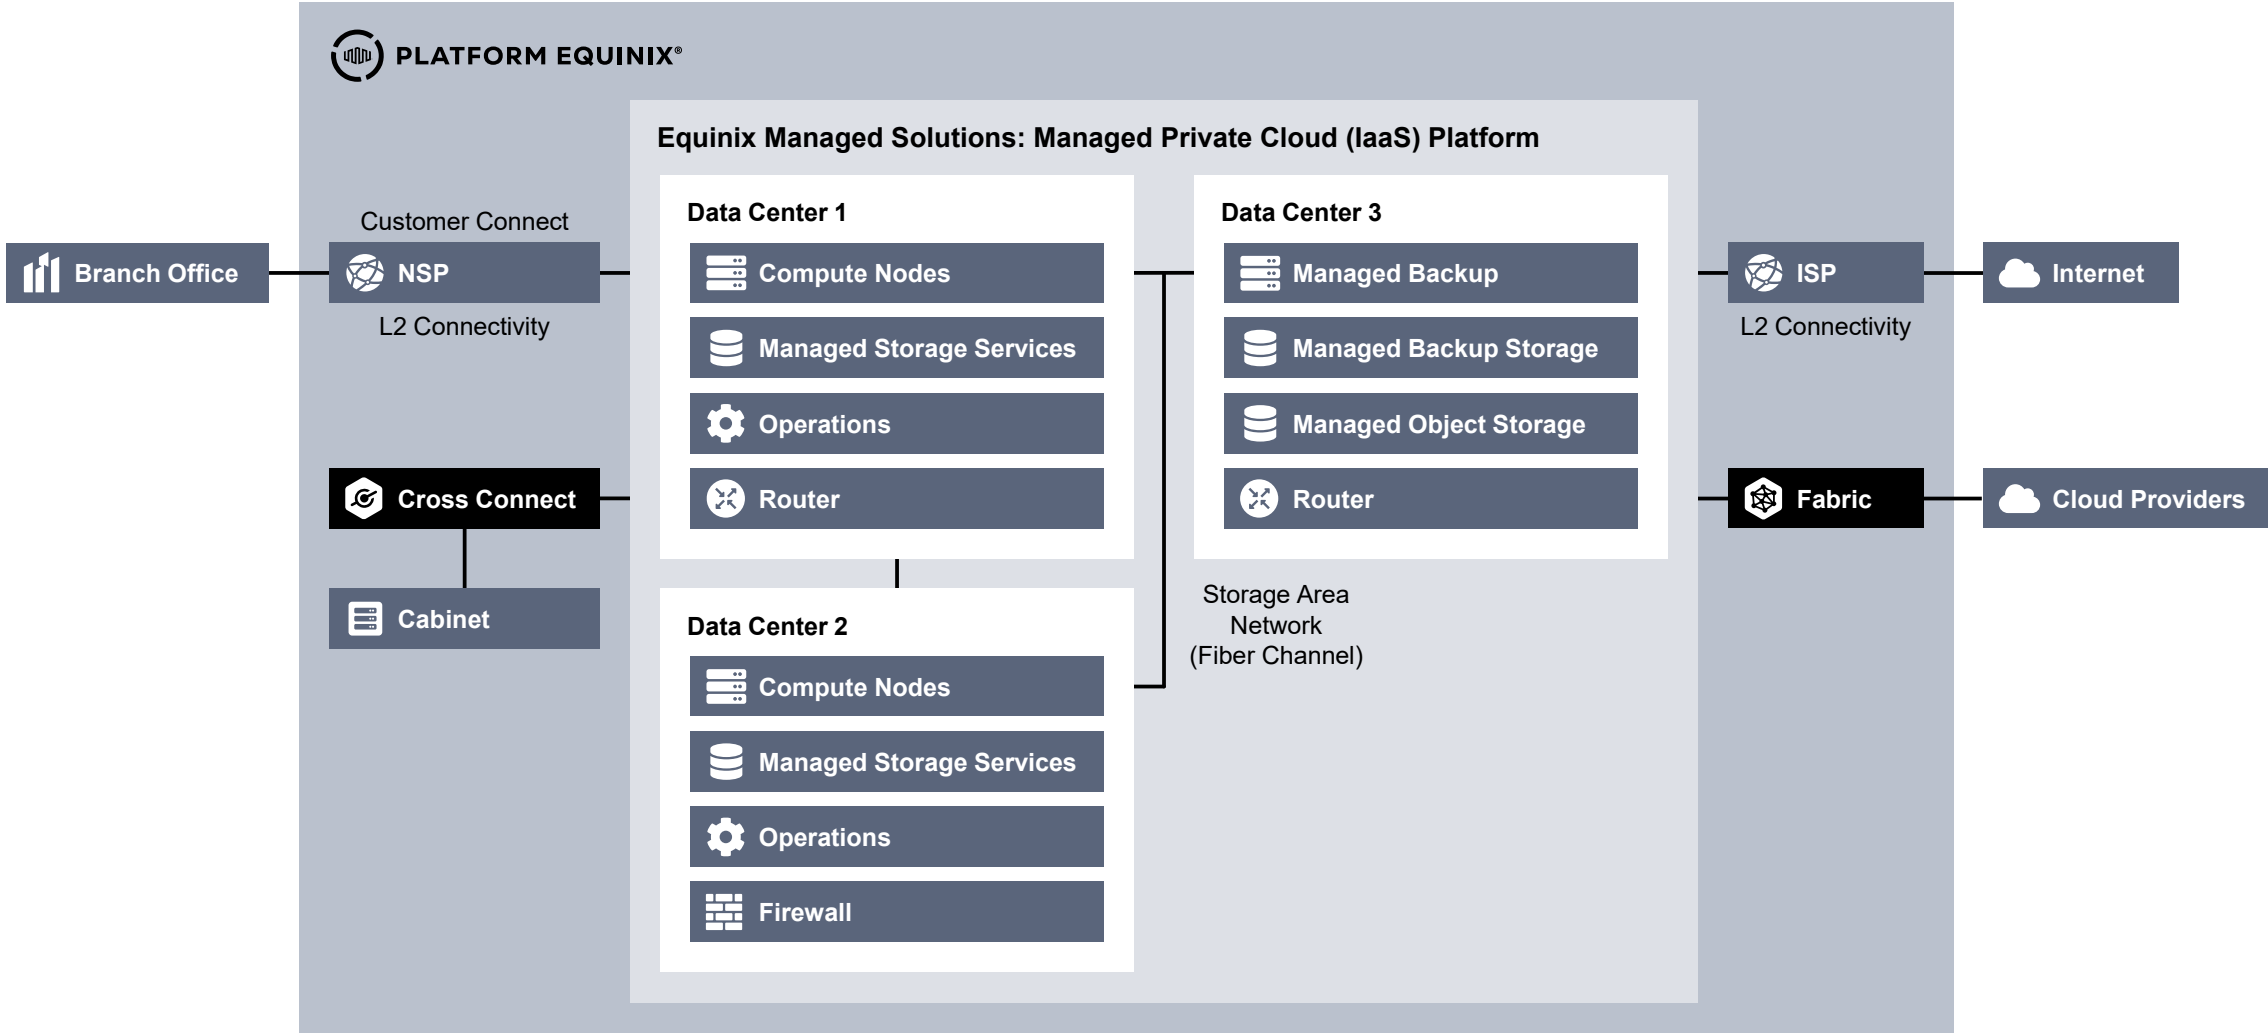 PLATFORM EQUINIX®
Equinix Managed Solutions: Managed Private Cloud (IaaS) Platform
Branch Office
Customer Connect
NSP
L2 Connectivity
Cross Connect
Cabinet
Data Center 1
Compute Nodes
Managed Storage Services
Operations
Router
Data Center 2
Compute Nodes
Managed Storage Services
Operations
Firewall
Data Center 3
Managed Backup
Managed Backup Storage
Managed Object Storage
Router
Storage Area
Network
(Fiber Channel)
ISP
L2 Connectivity
Internet
Fabric
Cloud Providers